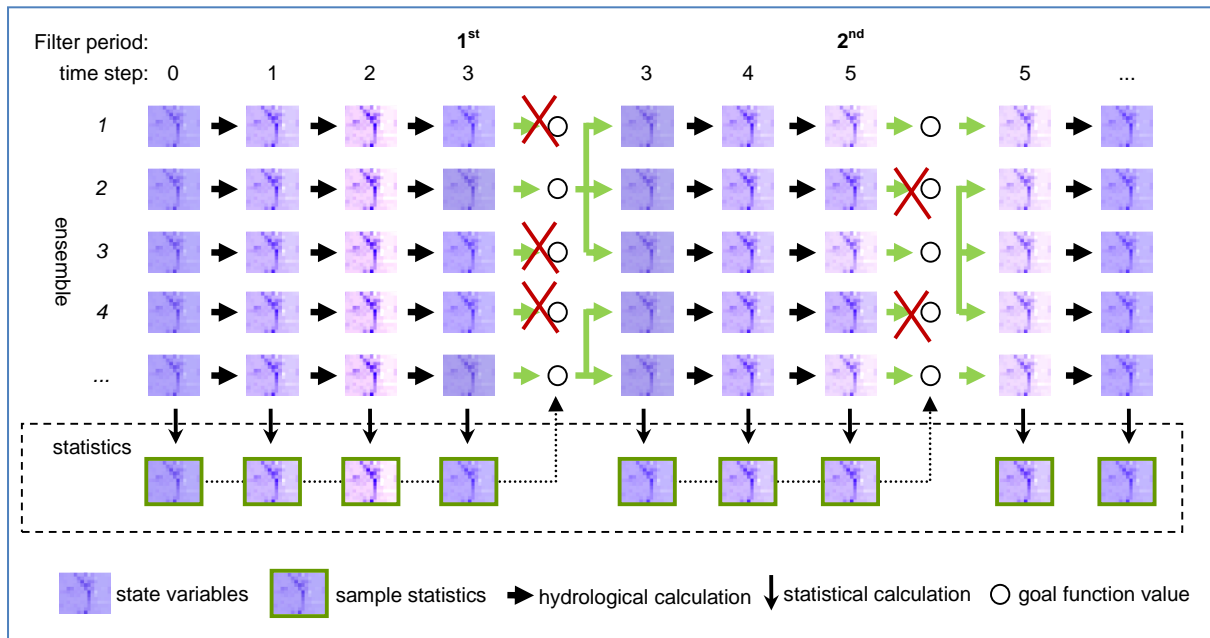 Filter period: 1st 2nd
time step: 0 1 2 3 3 4 5 5 ...
ensemble
1
2
3
4
...
statistics
state variables sample statistics hydrological calculation statistical calculation goal function value